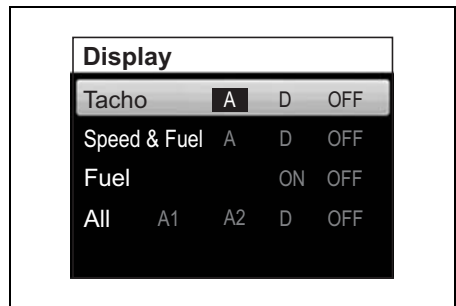 Display
Tacho A D OFF
Speed & Fuel A D OFF
Fuel ON OFF
All A1 A2 D OFF